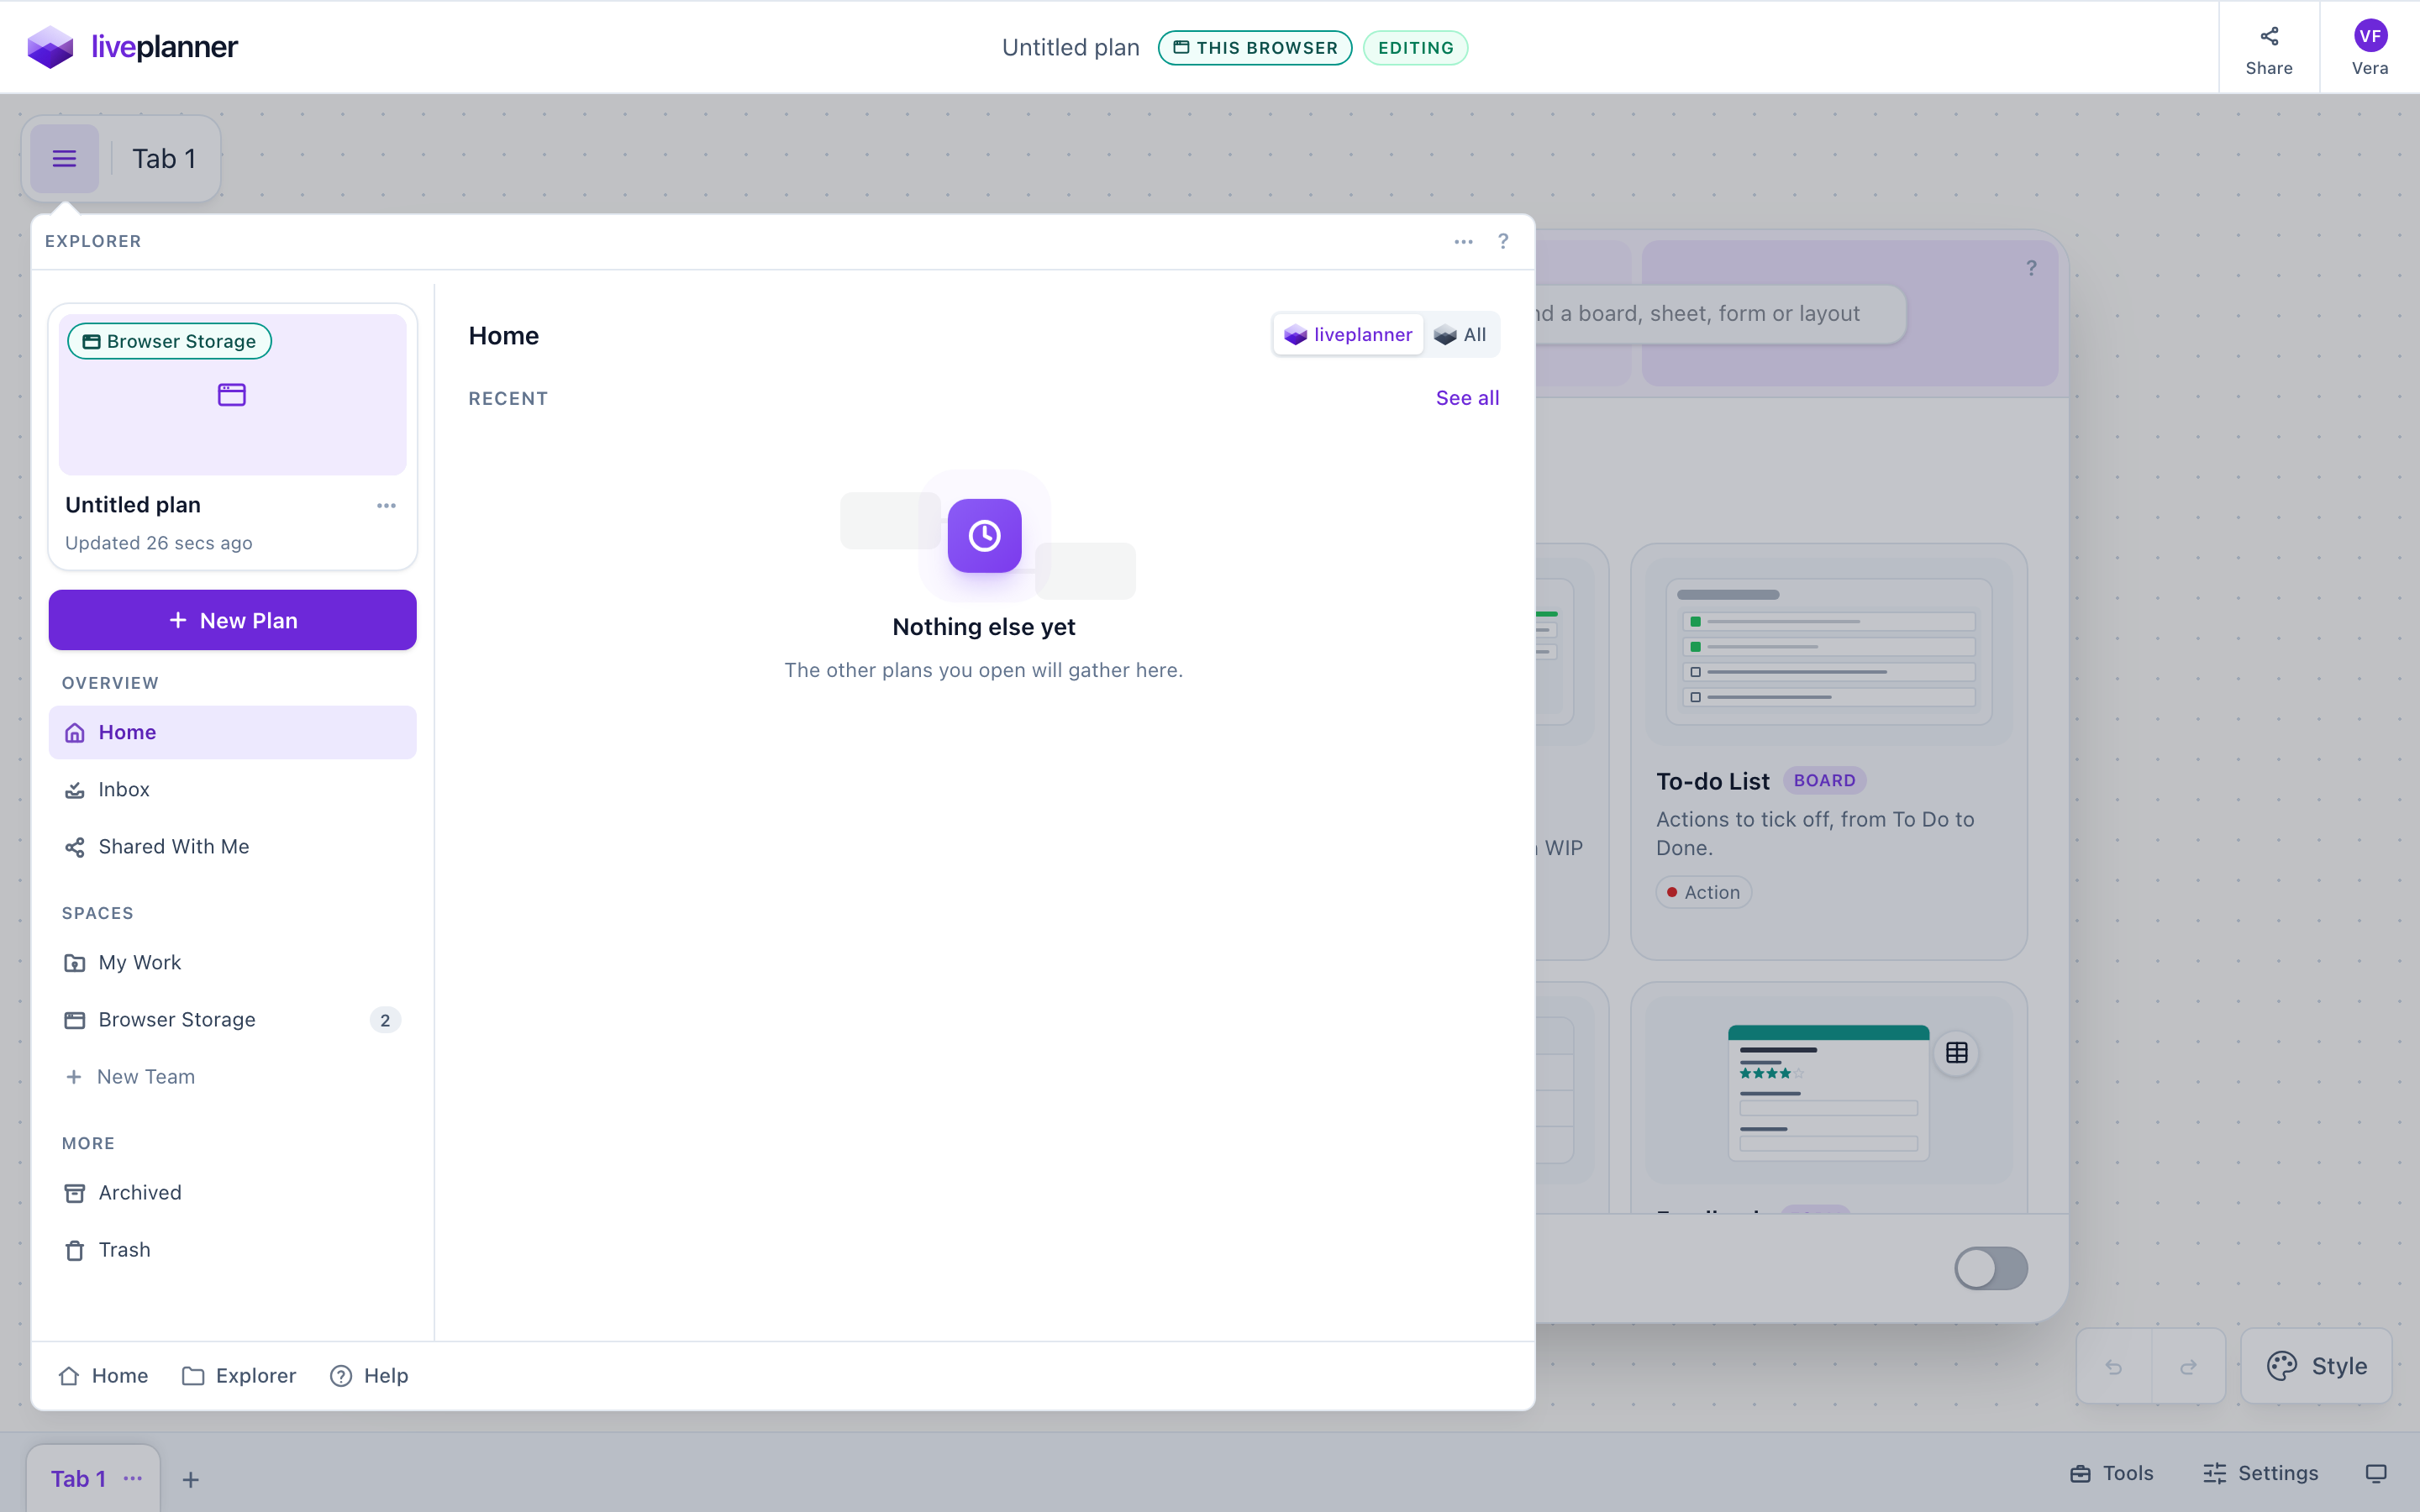 liveplanner
Untitled plan
THIS BROWSER
EDITING
Share
VF
Vera
Tab 1
EXPLORER
?
?
nd a board, sheet, form or layout
Browser Storage
Untitled plan
Updated 26 secs ago
+ New Plan
OVERVIEW
Home
Inbox
Shared With Me
SPACES
My Work
Browser Storage 2
+ New Team
MORE
Archived
Trash
Home
liveplanner
All
RECENT
See all
Nothing else yet
The other plans you open will gather here.
WIP
To-do List BOARD
Actions to tick off, from To Do to
Done.
Action
Home
Explorer
Help
Style
Tab 1
+
Tools
Settings